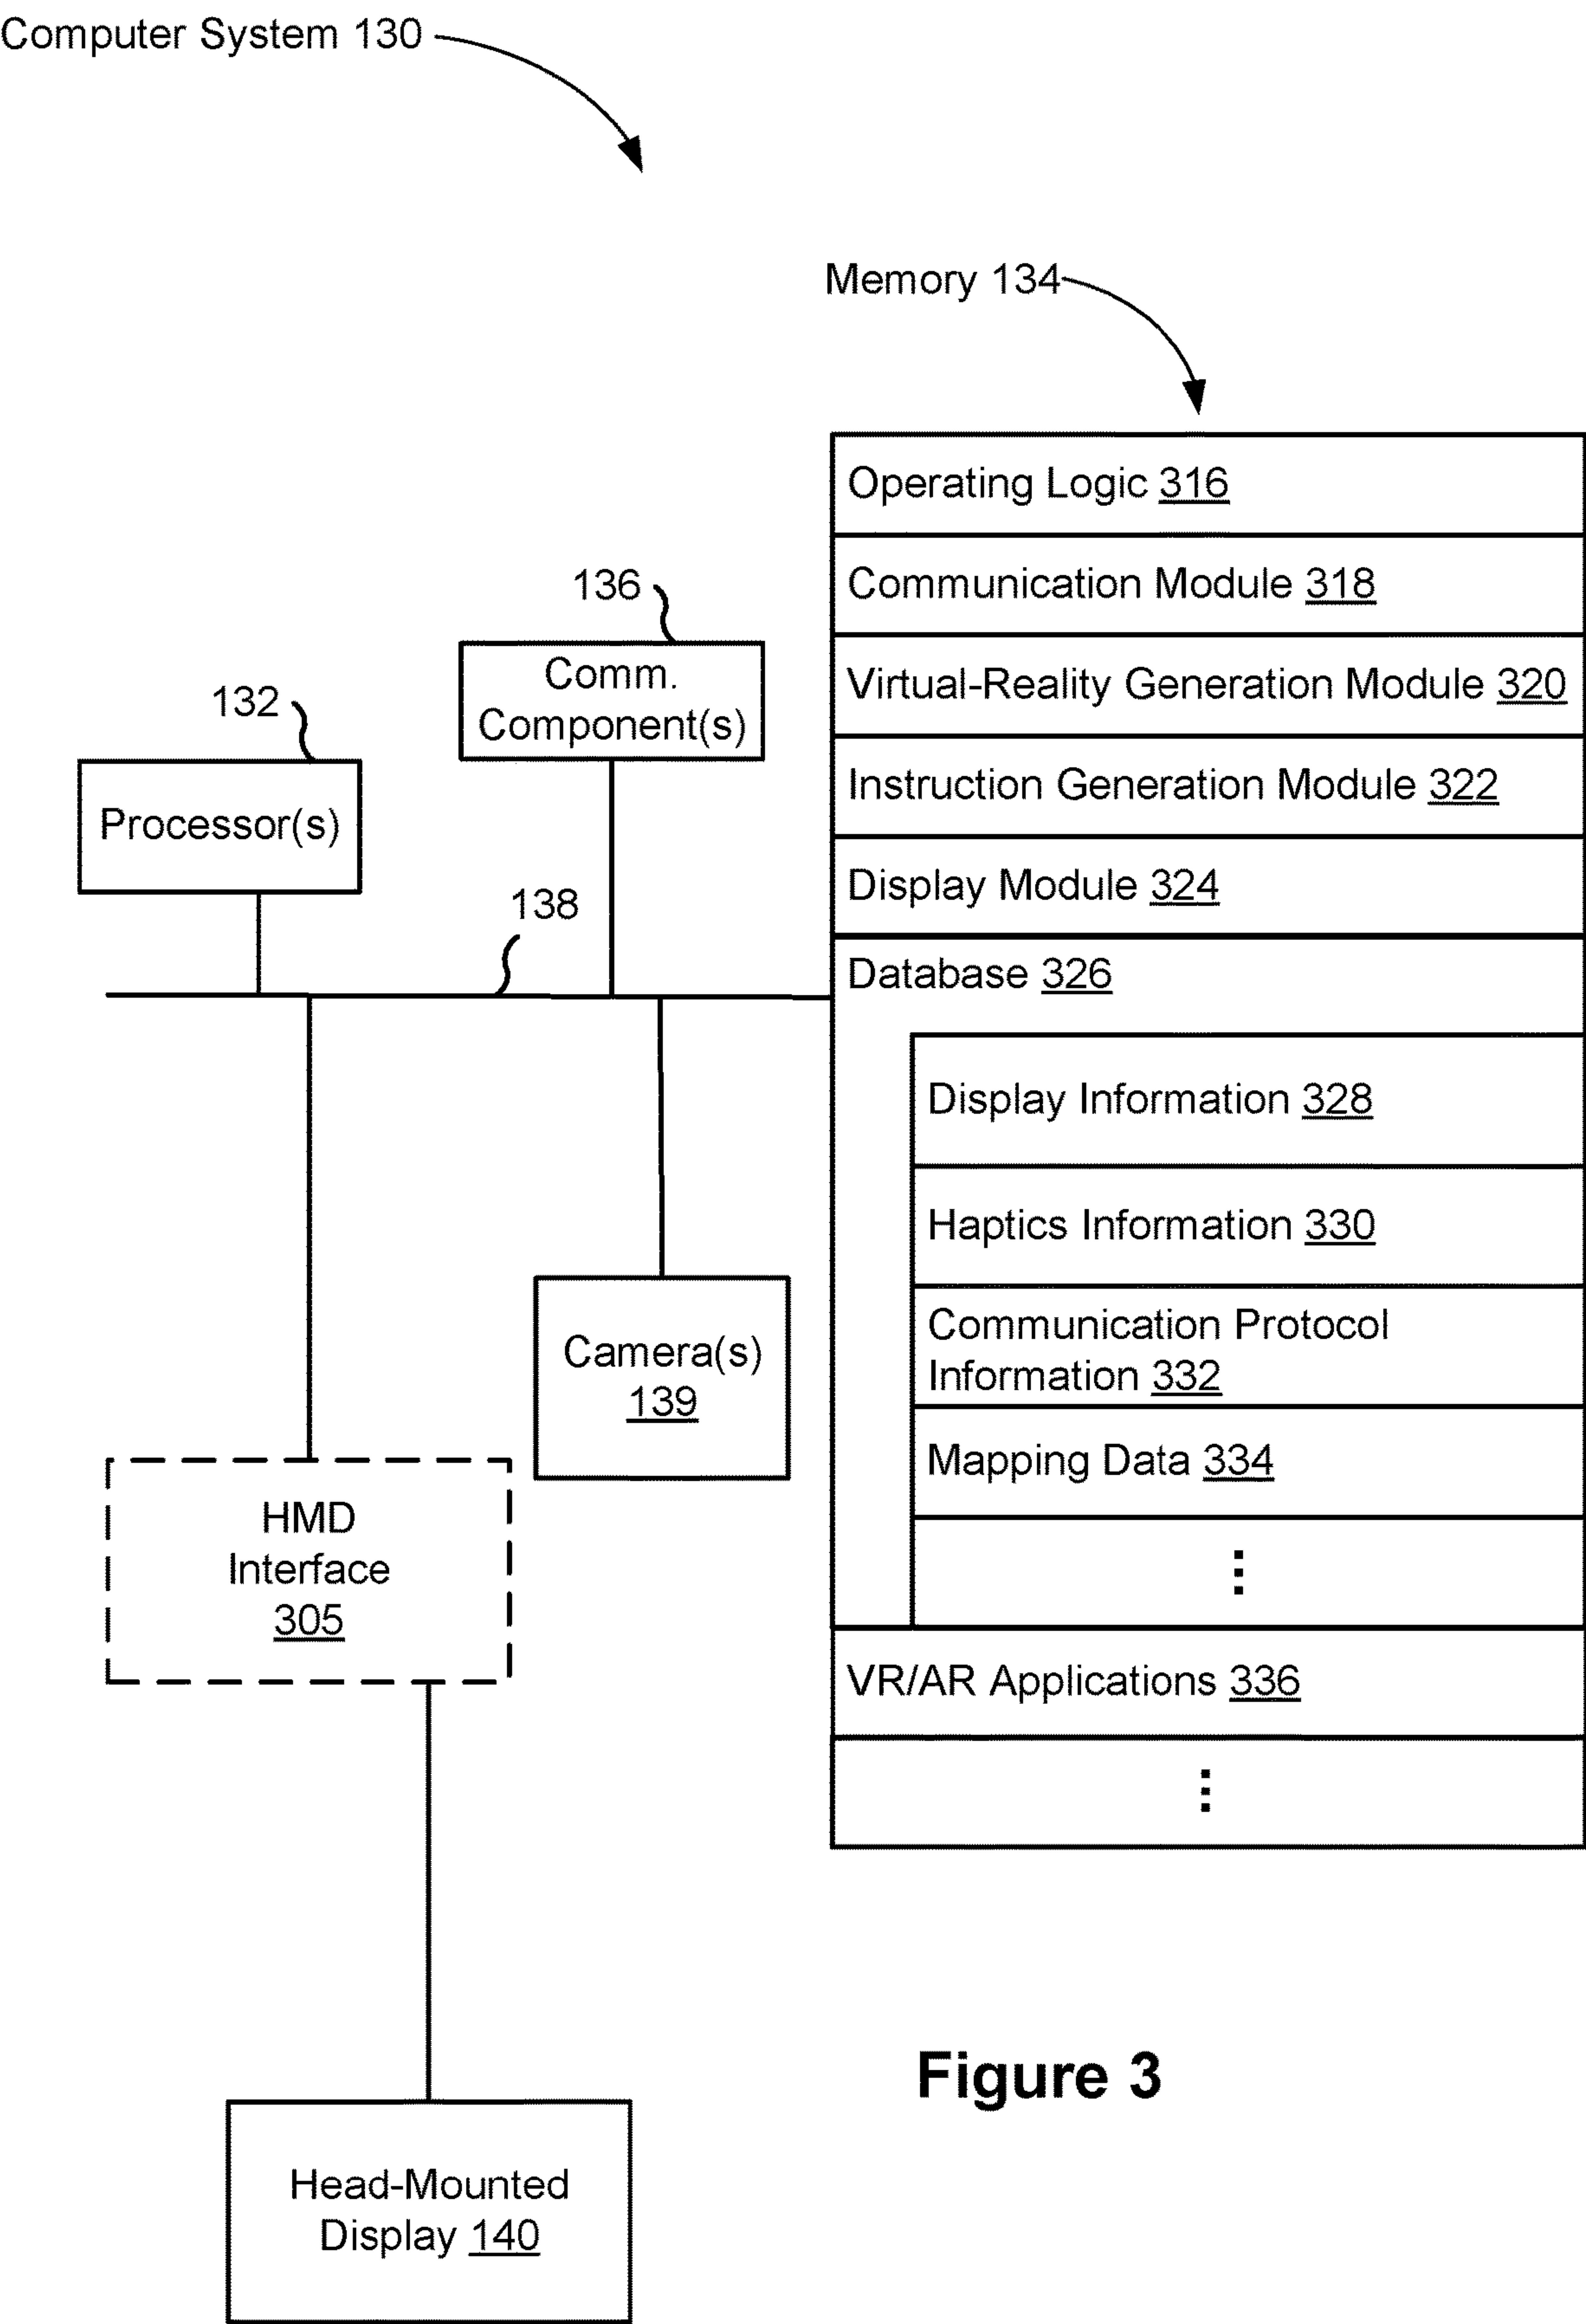 Computer System 130
Memory 134
Operating Logic 316
Communication Module 318
Virtual-Reality Generation Module 320
Instruction Generation Module 322
Display Module 324
Database 326
Display Information 328
Haptics Information 330
Communication Protocol
Information 332
Mapping Data 334
VR/AR Applications 336
136
Comm.
Component(s)
132
Processor(s)
138
Camera(s)
139
HMD
Interface
305
Head-Mounted
Display 140
Figure 3